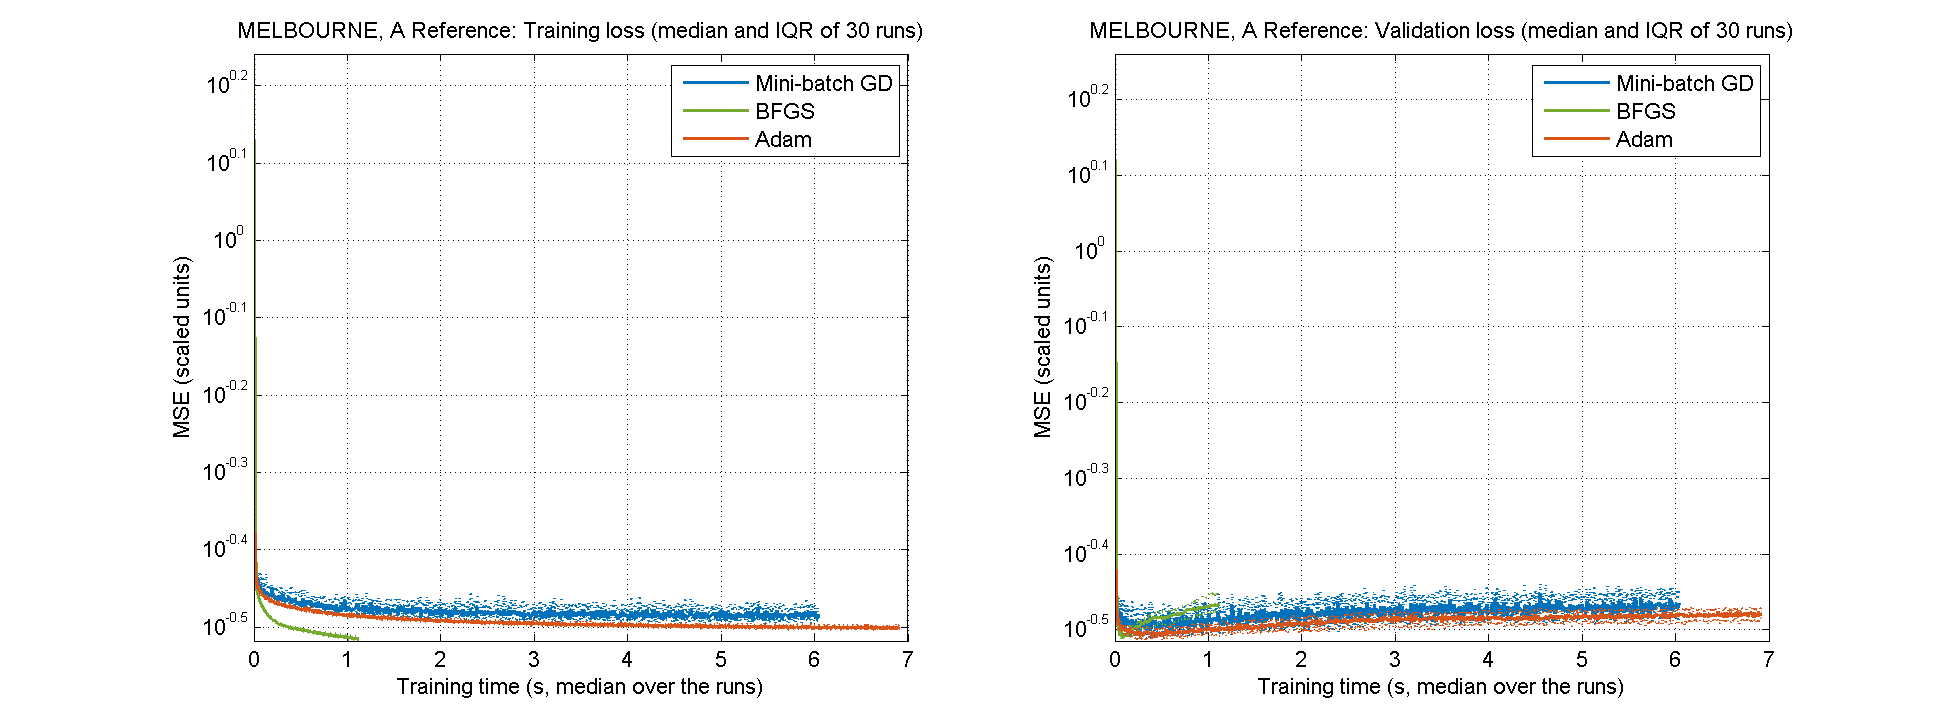 MELBOURNE, A Reference: Training loss (median and IQR of 30 runs)
Mini-batch GD
BFGS
Adam
10^0.2
10^0.1
10^0
10^-0.1
10^-0.2
10^-0.3
10^-0.4
10^-0.5
MSE (scaled units)
0 1 2 3 4 5 6 7
Training time (s, median over the runs)
MELBOURNE, A Reference: Validation loss (median and IQR of 30 runs)
Mini-batch GD
BFGS
Adam
10^0.2
10^0.1
10^0
10^-0.1
10^-0.2
10^-0.3
10^-0.4
10^-0.5
MSE (scaled units)
0 1 2 3 4 5 6 7
Training time (s, median over the runs)